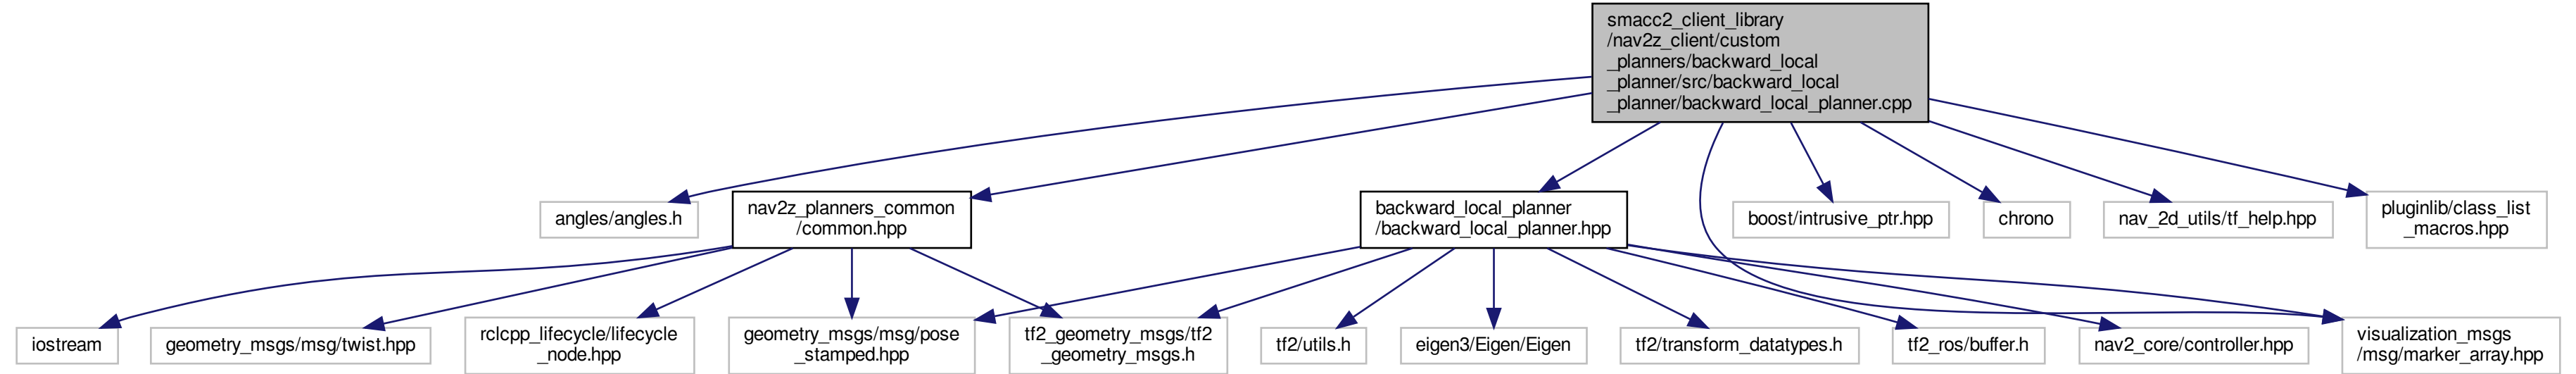 smacc2_client_library
/nav2z_client/custom
_planners/backward_local
_planner/src/backward_local
_planner/backward_local_planner.cpp
angles/angles.h
nav2z_planners_common
/common.hpp
backward_local_planner
/backward_local_planner.hpp
boost/intrusive_ptr.hpp
chrono
nav_2d_utils/tf_help.hpp
pluginlib/class_list
_macros.hpp
iostream
geometry_msgs/msg/twist.hpp
rclcpp_lifecycle/lifecycle
_node.hpp
geometry_msgs/msg/pose
_stamped.hpp
tf2_geometry_msgs/tf2
_geometry_msgs.h
tf2/utils.h
eigen3/Eigen/Eigen
tf2/transform_datatypes.h
tf2_ros/buffer.h
nav2_core/controller.hpp
visualization_msgs
/msg/marker_array.hpp